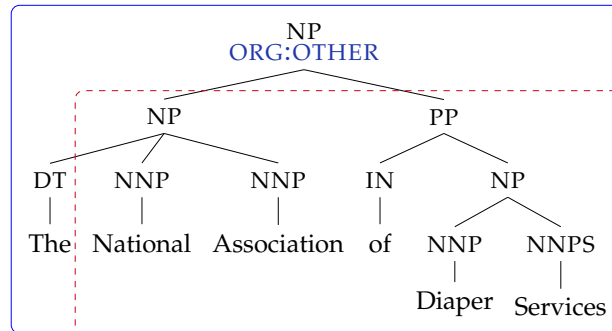 NP
ORG:OTHER
NP PP
DT NNP NNP IN NP
The National Association of NNP NNPS
Diaper Services